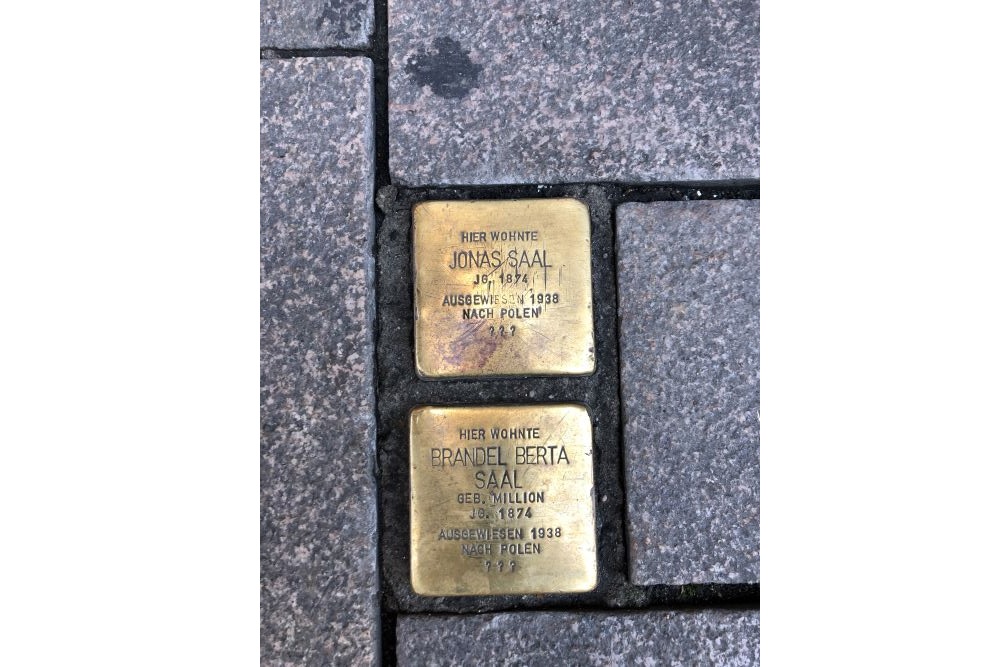 HIER WOHNTE
JONAS SAAL
JG. 1874
AUSGEWIESEN 1938
NACH POLEN
? ? ?
HIER WOHNTE
BRANDEL BERTA
SAAL
GEB. MILLION
JG. 1874
AUSGEWIESEN 1938
NACH POLEN
? ? ?